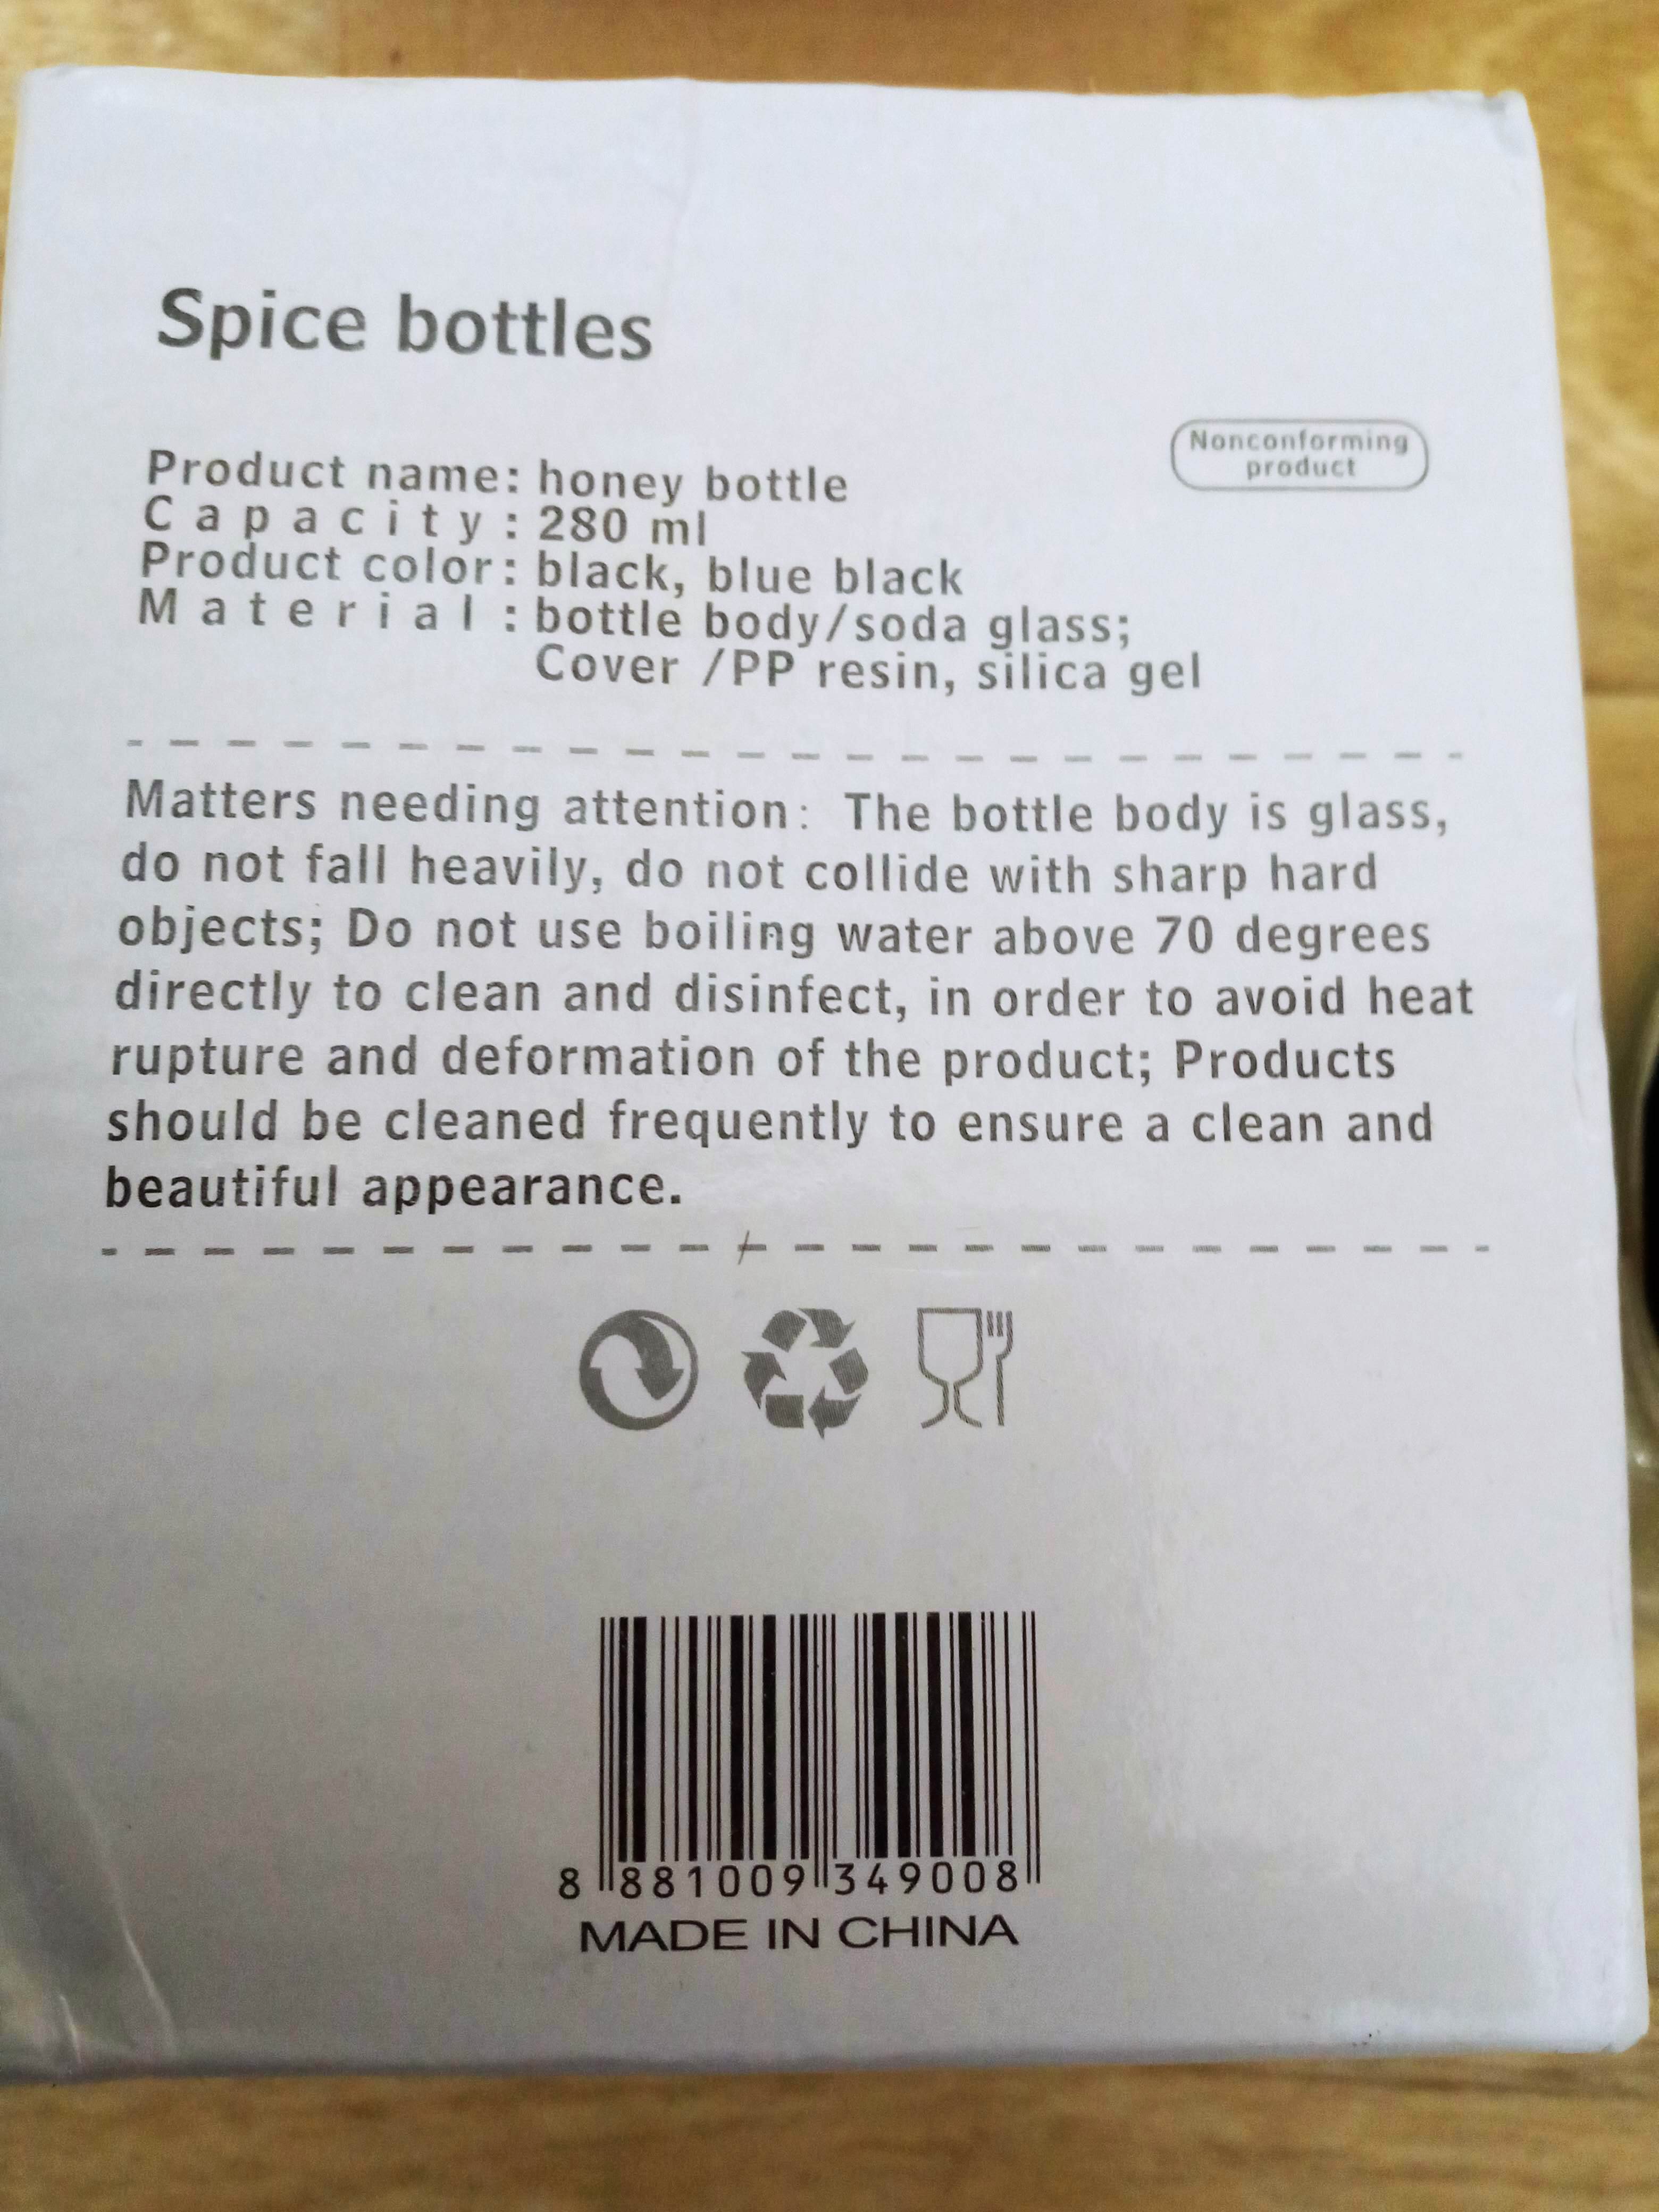 Spice bottles
Nonconforming
product
Product name: honey bottle
Capacity: 280 ml
Product color: black, blue black
Material: bottle body/soda glass;
Cover /PP resin, silica gel
Matters needing attention: The bottle body is glass,
do not fall heavily, do not collide with sharp hard
objects; Do not use boiling water above 70 degrees
directly to clean and disinfect, in order to avoid heat
rupture and deformation of the product; Products
should be cleaned frequently to ensure a clean and
beautiful appearance.
8 881009 349008
MADE IN CHINA